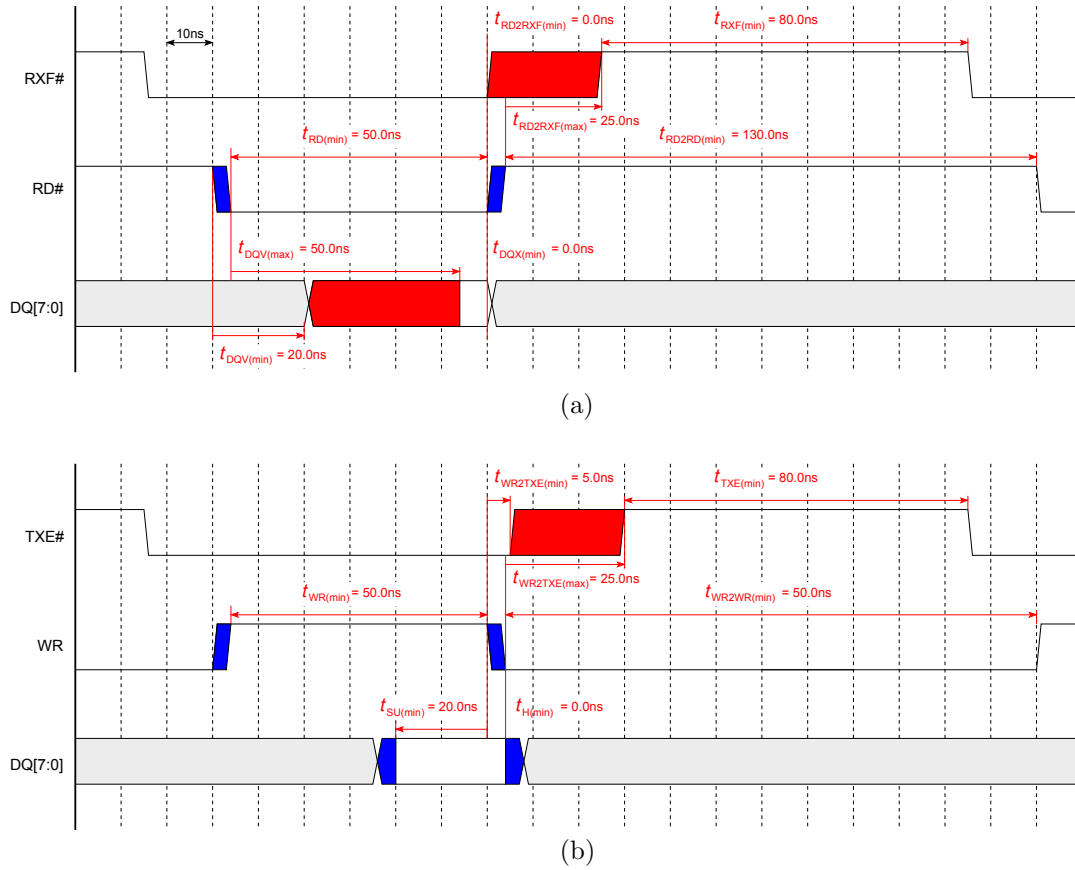 tRD2RXF(min) = 0.0ns tRXF(min) = 80.0ns
10ns
RXF#
tRD2RXF(max) = 25.0ns
tRD(min) = 50.0ns tRD2RD(min) = 130.0ns
RD#
tDQV(max) = 50.0ns tDQX(min) = 0.0ns
DQ[7:0]
tDQV(min) = 20.0ns
(a)
tWR2TXE(min) = 5.0ns tTXE(min) = 80.0ns
TXE#
tWR2TXE(max) = 25.0ns
tWR(min) = 50.0ns tWR2WR(min) = 50.0ns
WR
tSU(min) = 20.0ns tH(min) = 0.0ns
DQ[7:0]
(b)